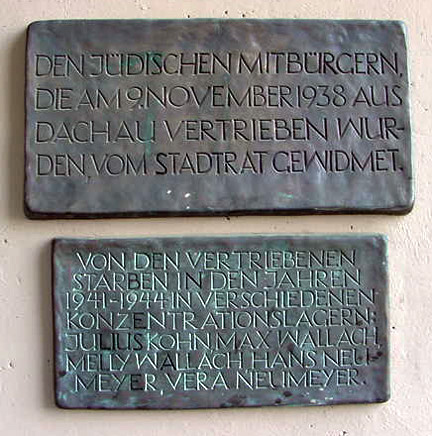 DEN JÜDISCHEN MITBÜRGERN,
DIE AM 9. NOVEMBER 1938 AUS
DACHAU VERTRIEBEN WUR-
DEN, VOM STADTRAT GEWIDMET.
VON DEN VERTRIEBENEN
STARBEN IN DEN JAHREN
1941-1944 IN VERSCHIEDENEN
KONZENTRATIONSLAGERN:
JULIUS KOHN, MAX WALLACH,
MELLY WALLACH, HANS NEU-
MEYER VERA NEUMEYER.